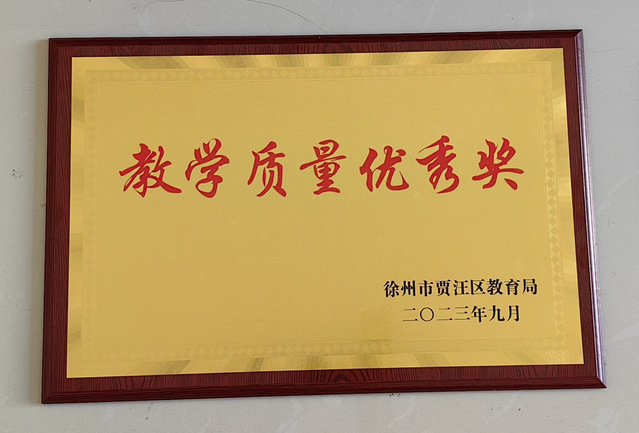 教学质量优秀奖
徐州市贾汪区教育局
二〇二三年九月